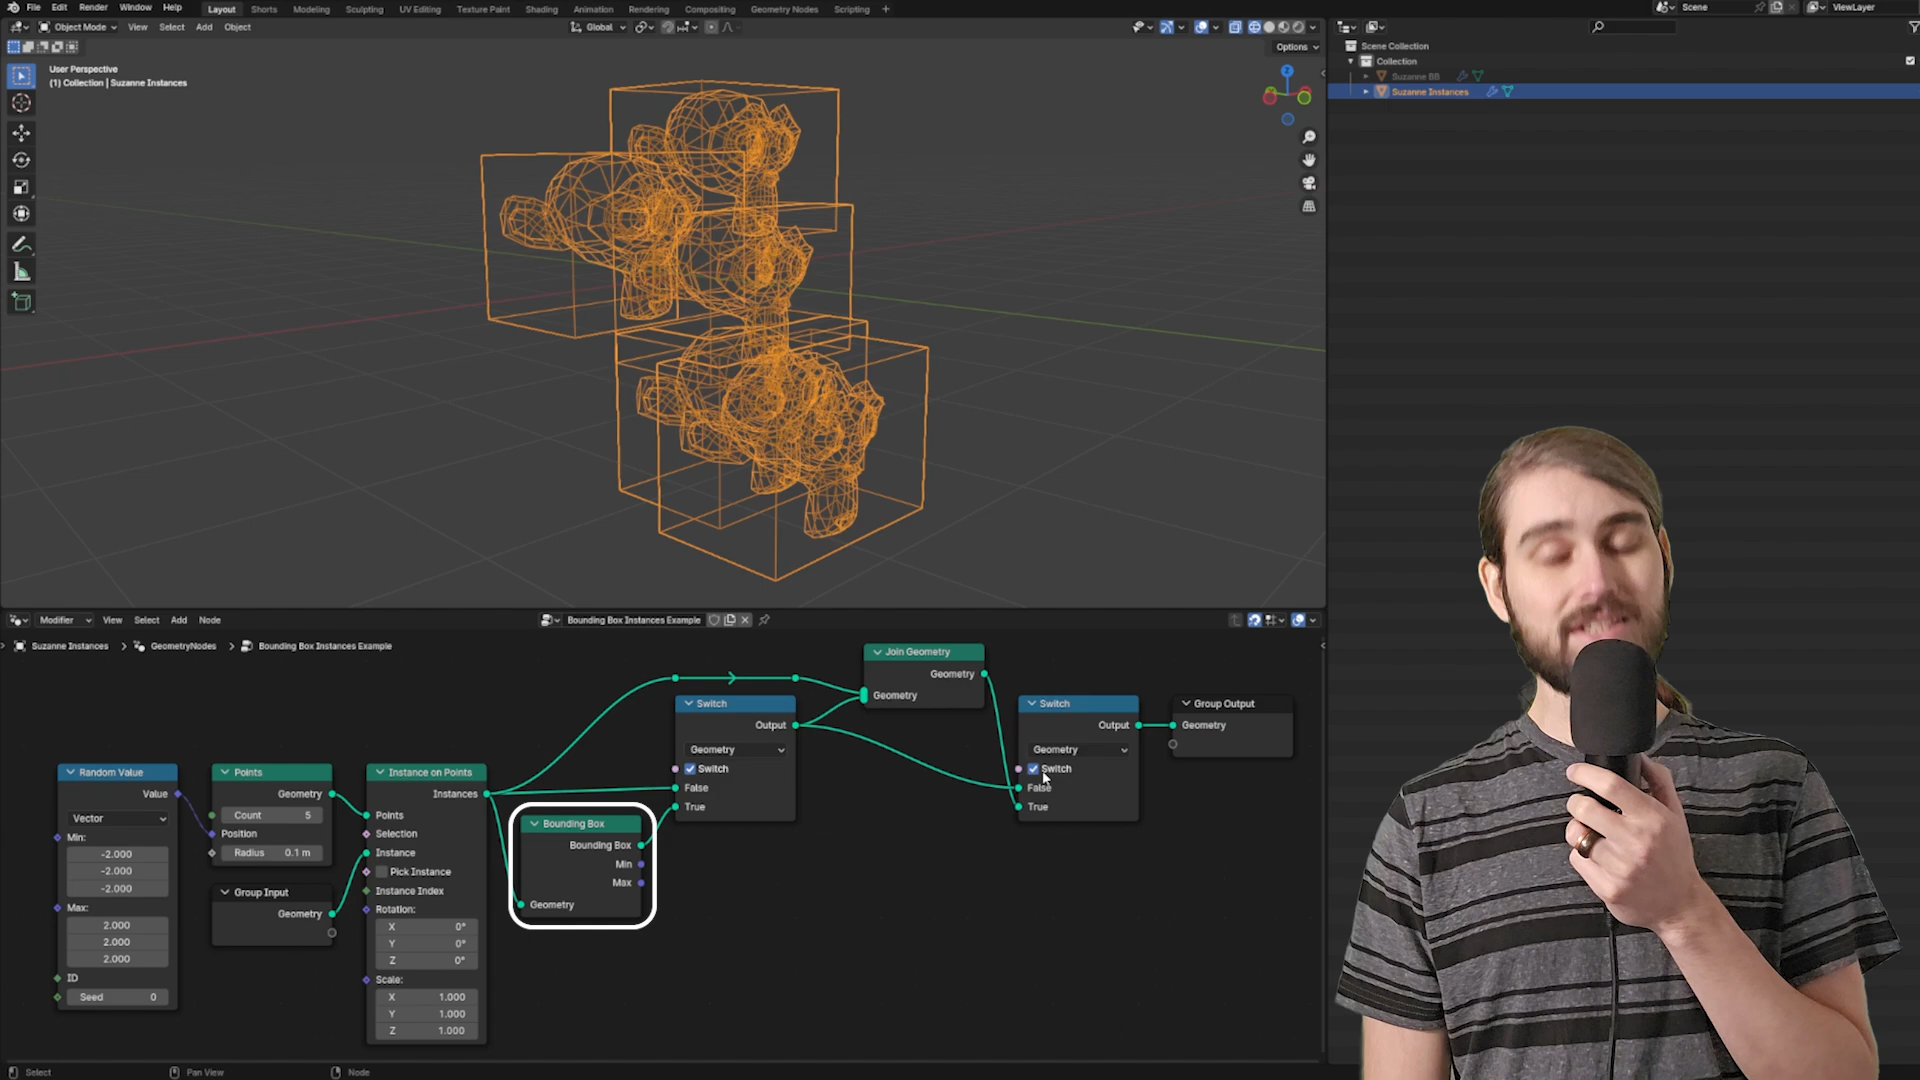 File Edit Render Window Help Layout Shorts Modeling Sculpting UV Editing Texture Paint Shading Animation Rendering Compositing Geometry Nodes Scripting + Scene ViewLayer
Object Mode View Select Add Object Global
Options
User Perspective
(1) Collection | Suzanne Instances
Z
Scene Collection
Collection
Suzanne BB
Suzanne Instances
Modifier View Select Add Node Bounding Box Instances Example
Suzanne Instances > GeometryNodes > Bounding Box Instances Example
Random Value
Value
Vector
Min:
-2.000
-2.000
-2.000
Max:
2.000
2.000
2.000
ID
Seed 0
Points
Geometry
Count 5
Position
Radius 0.1 m
Group Input
Geometry
Instance on Points
Instances
Points
Selection
Instance
Pick Instance
Instance Index
Rotation:
X 0°
Y 0°
Z 0°
Scale:
X 1.000
Y 1.000
Z 1.000
Bounding Box
Bounding Box
Min
Max
Geometry
Switch
Output
Geometry
Switch
False
True
Join Geometry
Geometry
Geometry
Switch
Output
Geometry
Switch
False
True
Group Output
Geometry
Select Pan View Node